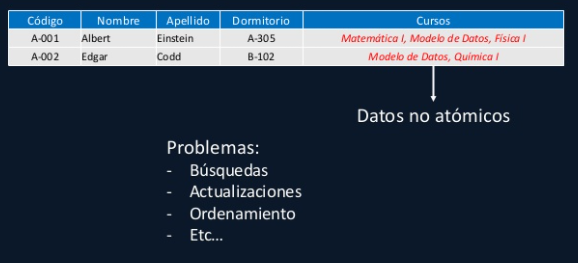 Código Nombre Apellido Dormitorio Cursos
A-001 Albert Einstein A-305 Matemática I, Modelo de Datos, Física I
A-002 Edgar Codd B-102 Modelo de Datos, Química I
Datos no atómicos
Problemas:
- Búsquedas
- Actualizaciones
- Ordenamiento
- Etc...